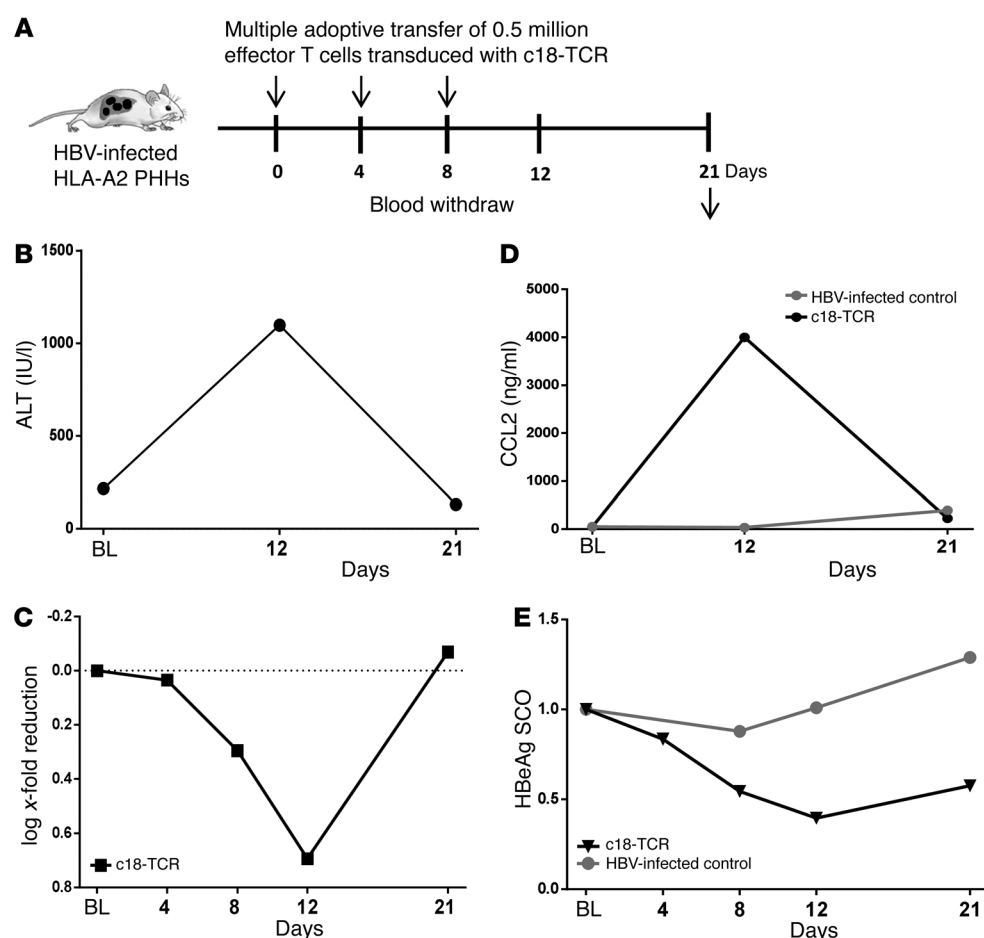 A
Multiple adoptive transfer of 0.5 million
effector T cells transduced with c18-TCR
HBV-infected
HLA-A2 PHHs
0 4 8 12 21 Days
Blood withdraw
B
ALT (IU/l)
1500
1000
500
0
BL 12 21
Days
D
CCL2 (ng/ml)
5000
4000
3000
2000
1000
0
HBV-infected control
c18-TCR
BL 12 21
Days
C
log x-fold reduction
-0.2
0.0
0.2
0.4
0.6
0.8
c18-TCR
BL 4 8 12 21
Days
E
HBeAg SCO
1.5
1.0
0.5
0.0
c18-TCR
HBV-infected control
BL 4 8 12 21
Days